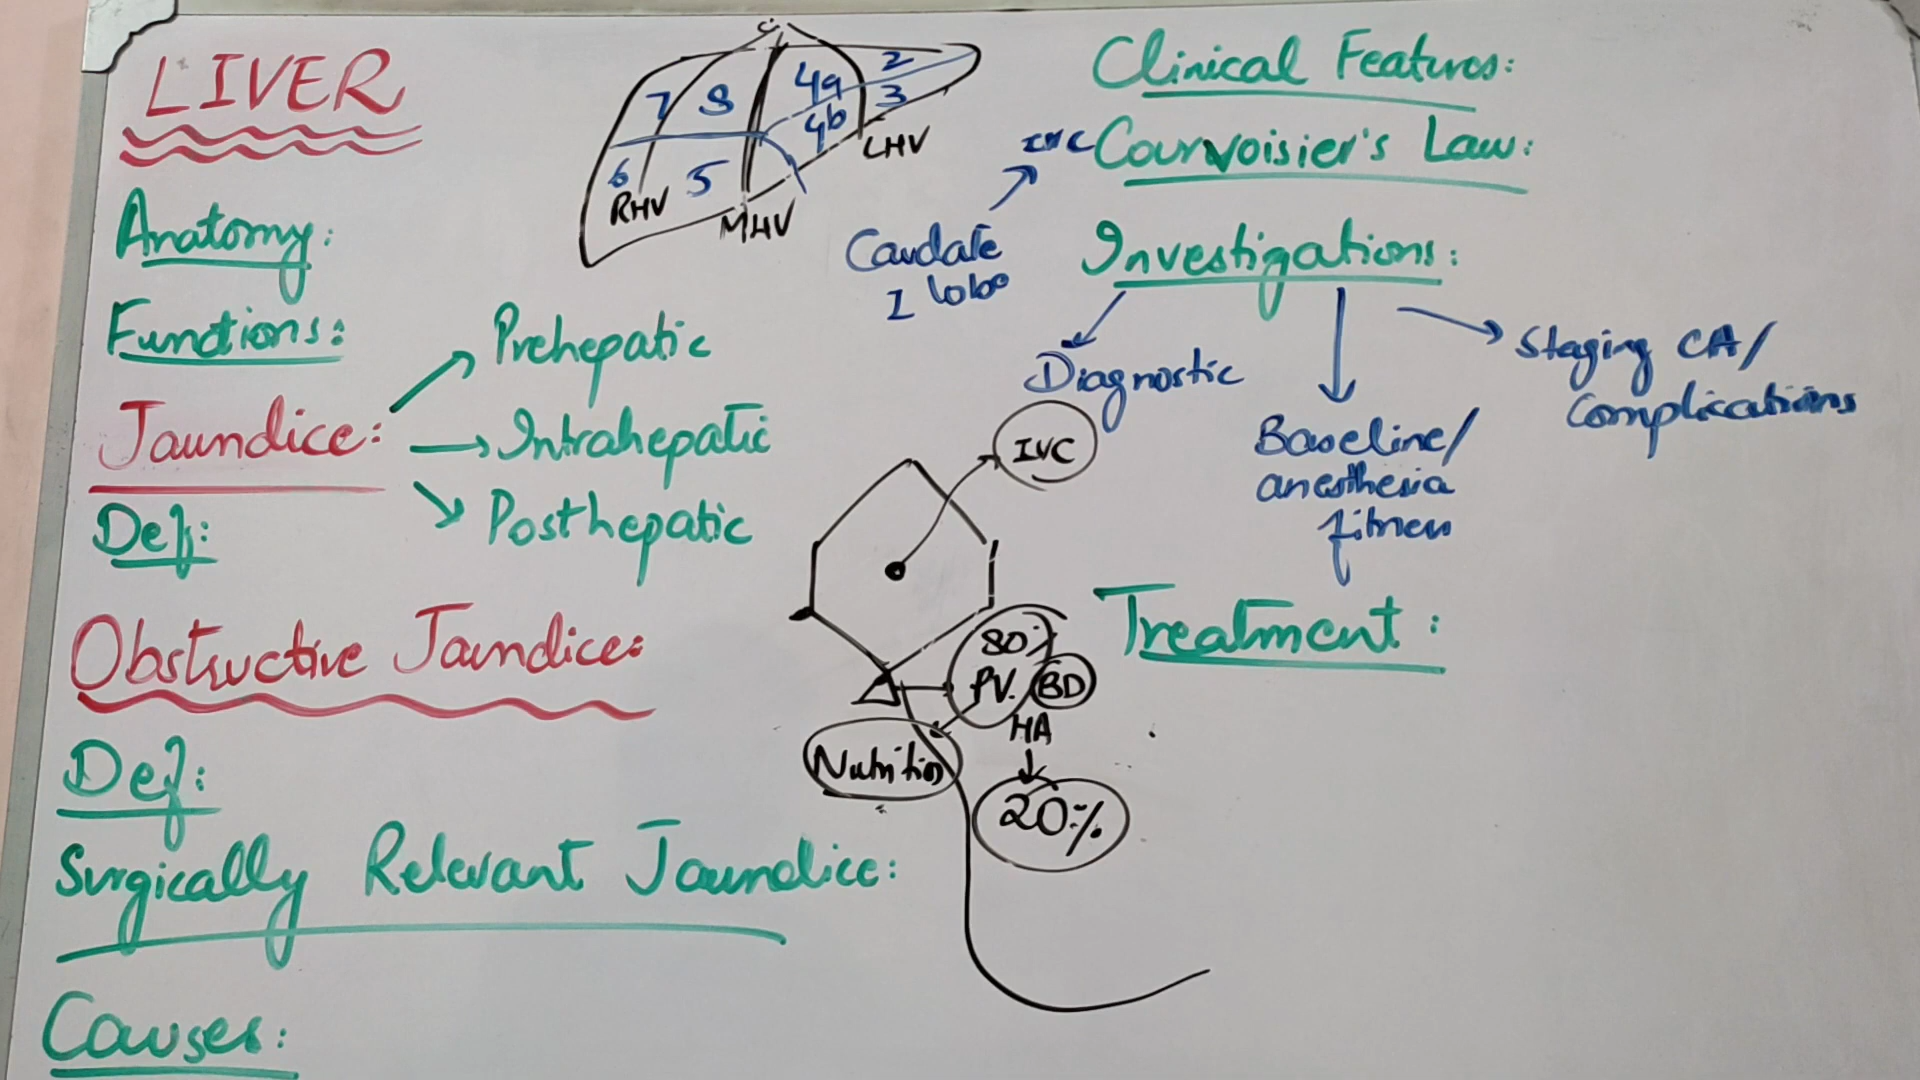 LIVER
Anatomy:
Functions:
Jaundice:
Prehepatic
Intrahepatic
Posthepatic
Def:
Obstructive Jaundice:
Def:
Surgically Relevant Jaundice:
Causes:
7 8 4a 2
4b 3
6 5
RHV
MHV
LHV
Caudate
1 lobe
IVC
IVC
80%
PV. BD
HA
20%
Nutrition
Clinical Features:
Courvoisier's Law:
Investigations:
Diagnostic
Baseline/
anesthesia
fitness
Staging CA/
Complications
Treatment: